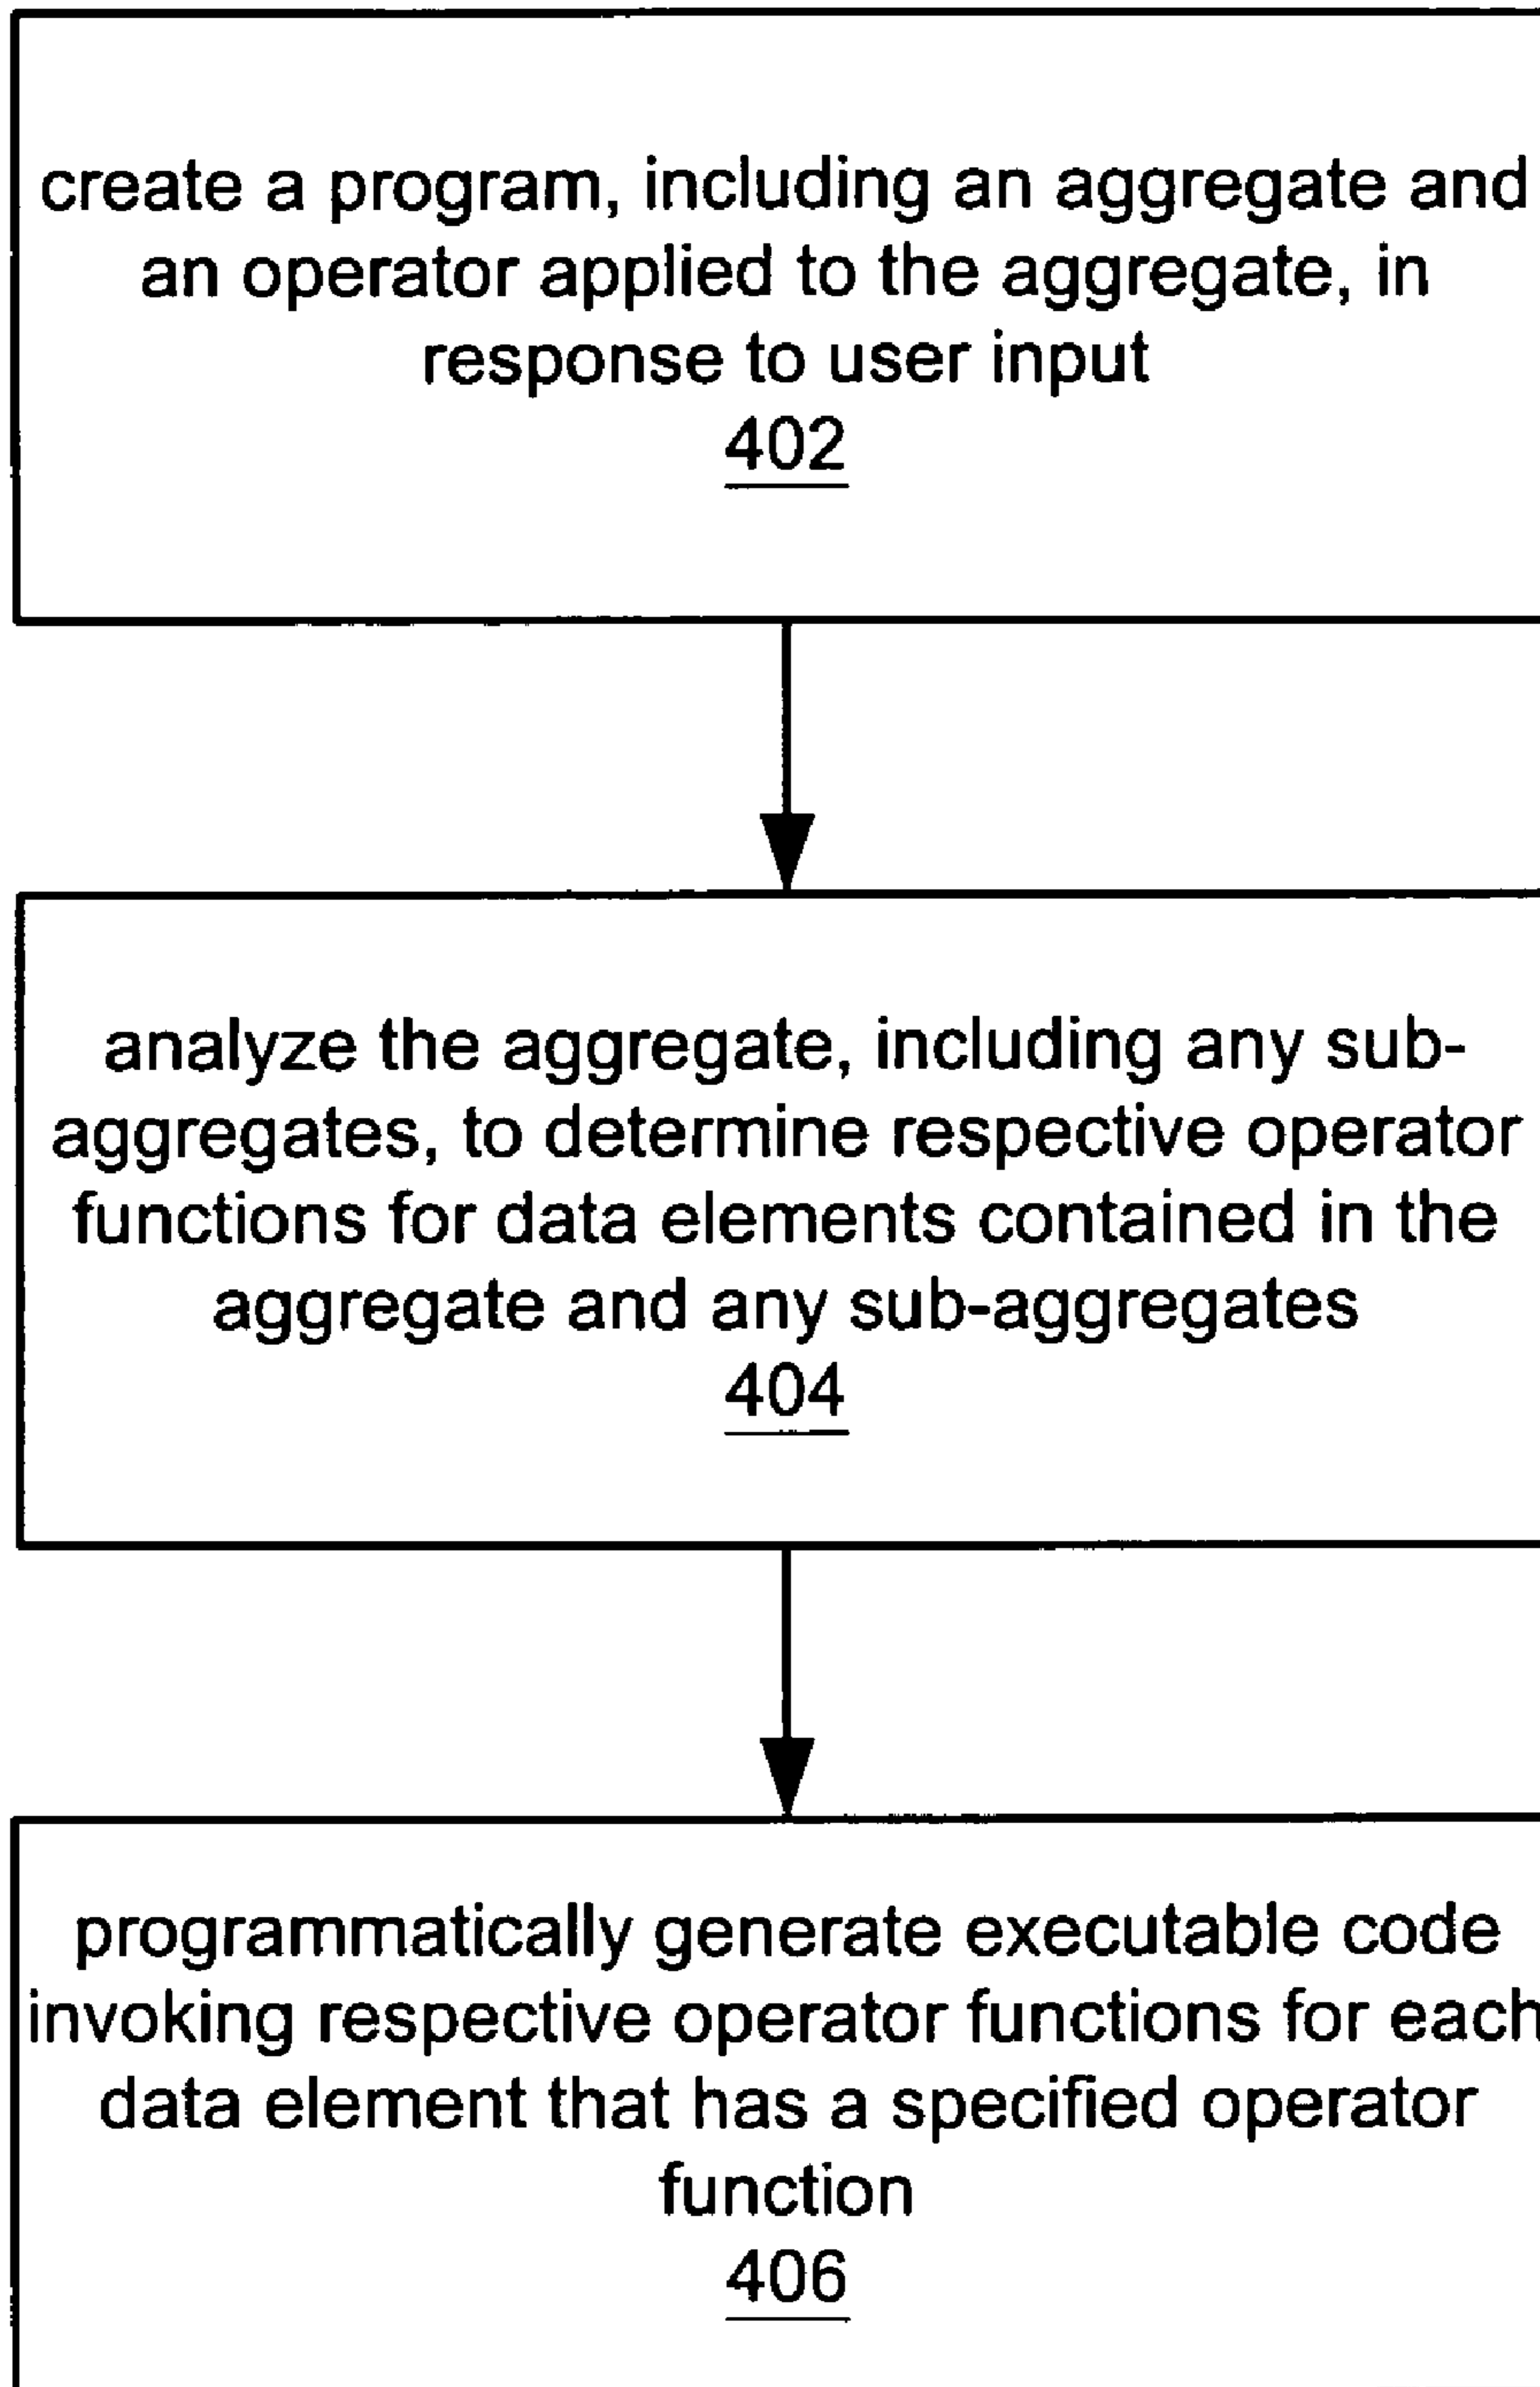 create a program, including an aggregate and
an operator applied to the aggregate, in
response to user input
402
analyze the aggregate, including any sub-
aggregates, to determine respective operator
functions for data elements contained in the
aggregate and any sub-aggregates
404
programmatically generate executable code
invoking respective operator functions for each
data element that has a specified operator
function
406